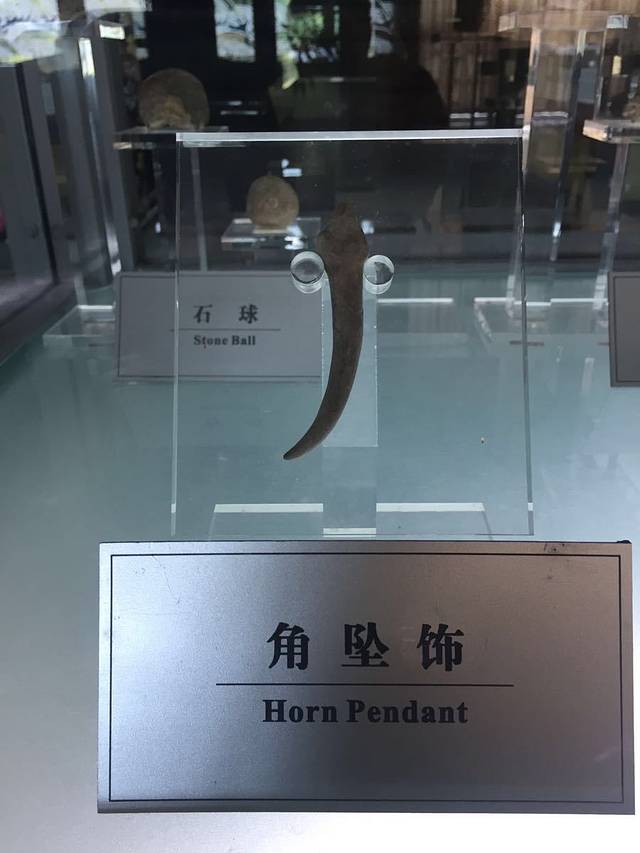 石 球
Stone Ball
角 坠 饰
Horn Pendant